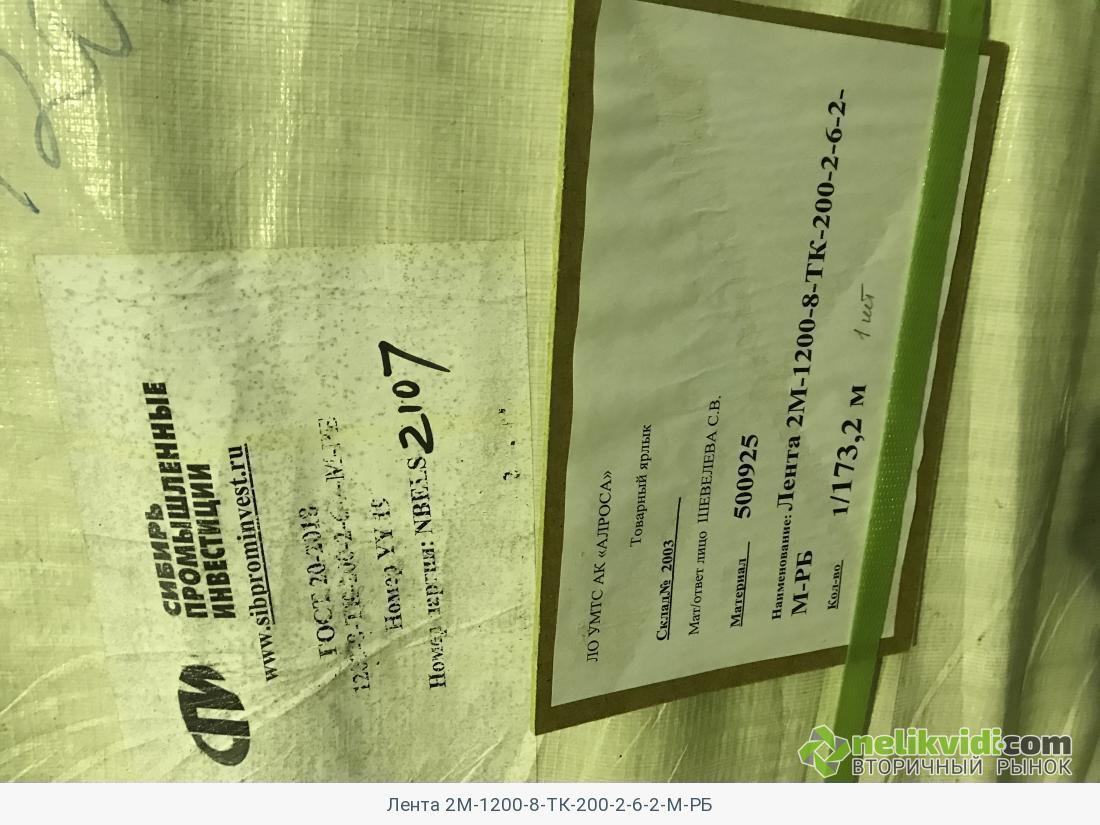 СПИ
СИБИРЬ
ПРОМЫШЛЕННЫЕ
ИНВЕСТИЦИИ
www.sibprominvest.ru
ГОСТ 20-2018
Номер
Номер партии: NBELS 2107
ЛО УМТС АК «АЛРОСА»
Товарный ярлык
Склад№ 2003
Мат/ответ лицо ШЕВЕЛЕВА С.В.
Материал 500925
Наименование: Лента 2М-1200-8-ТК-200-2-6-2-
М-РБ
Кол-во 1/173,2 м 1 шт
nelikvidi.com
ВТОРИЧНЫЙ РЫНОК
Лента 2М-1200-8-ТК-200-2-6-2-М-РБ